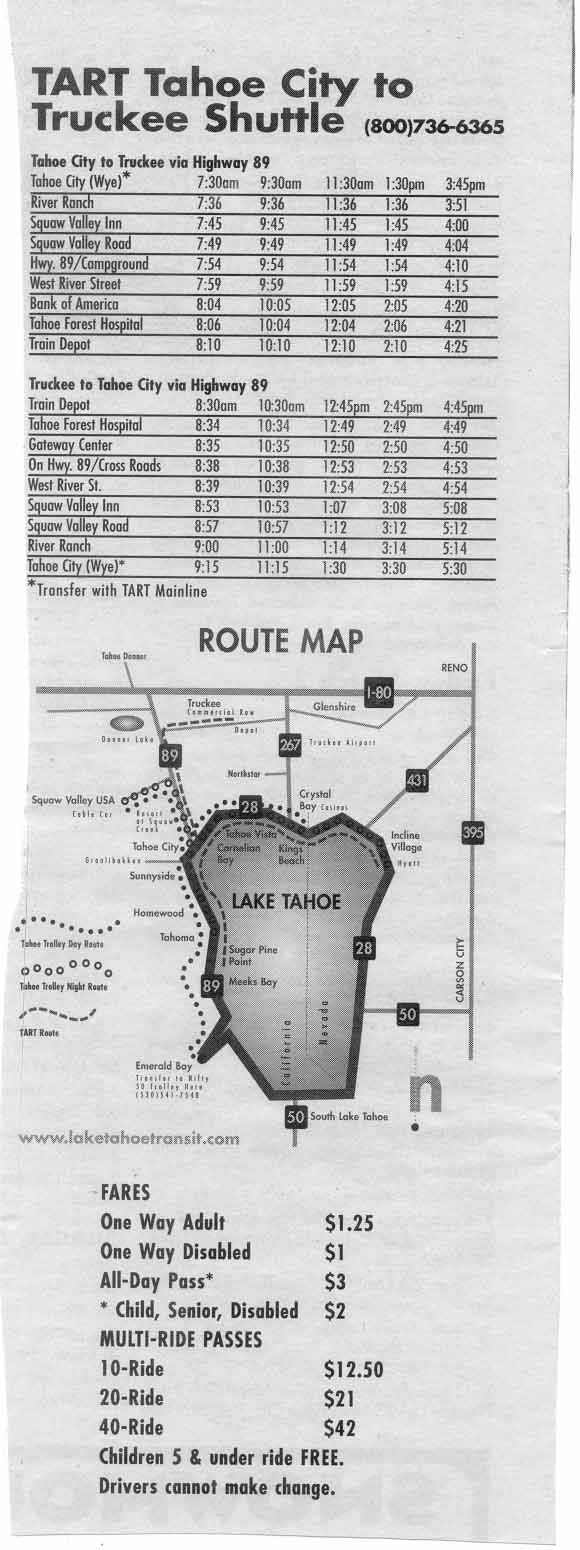 TART Tahoe City to
Truckee Shuttle (800)736-6365
Tahoe City to Truckee via Highway 89
Tahoe City (Wye)* 7:30am 9:30am 11:30am 1:30pm 3:45pm
River Ranch 7:36 9:36 11:36 1:36 3:51
Squaw Valley Inn 7:45 9:45 11:45 1:45 4:00
Squaw Valley Road 7:49 9:49 11:49 1:49 4:04
Hwy. 89/Campground 7:54 9:54 11:54 1:54 4:10
West River Street 7:59 9:59 11:59 1:59 4:15
Bank of America 8:04 10:05 12:05 2:05 4:20
Tahoe Forest Hospital 8:06 10:04 12:04 2:06 4:21
Train Depot 8:10 10:10 12:10 2:10 4:25
Truckee to Tahoe City via Highway 89
Train Depot 8:30am 10:30am 12:45pm 2:45pm 4:45pm
Tahoe Forest Hospital 8:34 10:34 12:49 2:49 4:49
Gateway Center 8:35 10:35 12:50 2:50 4:50
On Hwy. 89/Cross Roads 8:38 10:38 12:53 2:53 4:53
West River St. 8:39 10:39 12:54 2:54 4:54
Squaw Valley Inn 8:53 10:53 1:07 3:08 5:08
Squaw Valley Road 8:57 10:57 1:12 3:12 5:12
River Ranch 9:00 11:00 1:14 3:14 5:14
Tahoe City (Wye)* 9:15 11:15 1:30 3:30 5:30
*Transfer with TART Mainline
ROUTE MAP
Tahoe Donner
RENO
I-80
Truckee
Commercial Row
Glenshire
Depot
Donner Lake
89
267
Truckee Airport
Northstar
431
Squaw Valley USA
Cable Car
Resort
at Squaw
Creek
28
Crystal
Bay Casinos
395
Tahoe City
Tahoe Vista
Carnelian
Bay
Kings
Beach
Incline
Village
Hyatt
Granlibakken
Sunnyside
LAKE TAHOE
Homewood
Tahoma
Tahoe Trolley Day Route
Sugar Pine
Point
28
CARSON CITY
Tahoe Trolley Night Route
89
Meeks Bay
50
TART Route
California
Nevada
Emerald Bay
Transfer to Nifty
50 Trolley Here
(530)541-7548
n
50 South Lake Tahoe
www.laketahoetransit.com
FARES
One Way Adult $1.25
One Way Disabled $1
All-Day Pass* $3
* Child, Senior, Disabled $2
MULTI-RIDE PASSES
10-Ride $12.50
20-Ride $21
40-Ride $42
Children 5 & under ride FREE.
Drivers cannot make change.